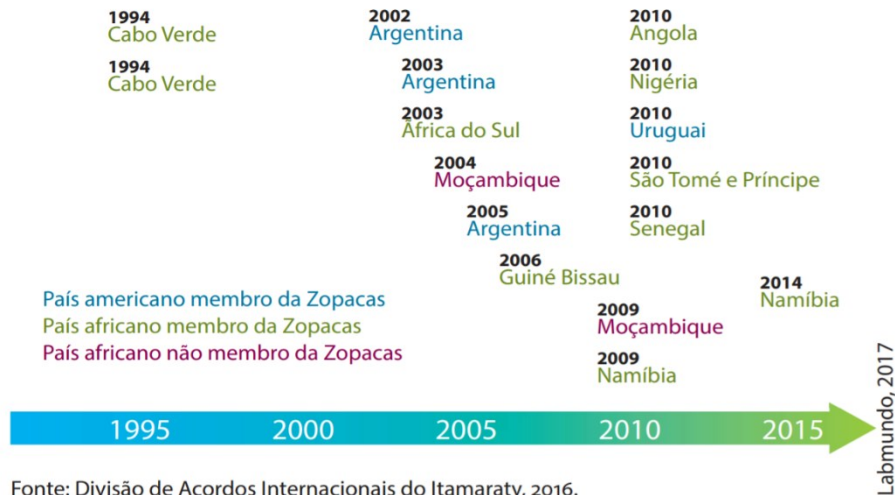 1994
Cabo Verde
1994
Cabo Verde
2002
Argentina
2003
Argentina
2003
África do Sul
2004
Moçambique
2005
Argentina
2006
Guiné Bissau
2010
Angola
2010
Nigéria
2010
Uruguai
2010
São Tomé e Príncipe
2010
Senegal
2014
Namíbia
2009
Moçambique
2009
Namíbia
País americano membro da Zopacas
País africano membro da Zopacas
País africano não membro da Zopacas
1995 2000 2005 2010 2015
Labmundo, 2017
Fonte: Divisão de Acordos Internacionais do Itamaraty, 2016.